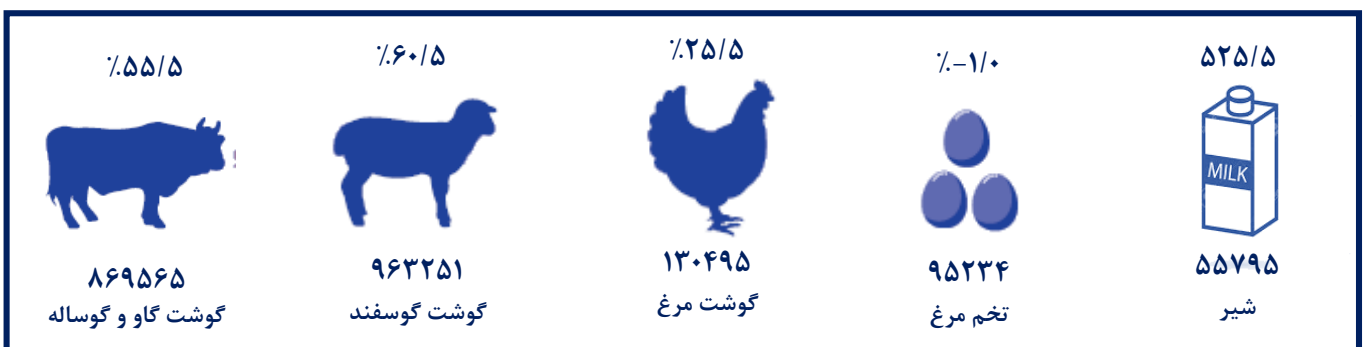 ۵۲۵/۵
٪-۱/۰
٪۲۵/۵
٪۶۰/۵
٪۵۵/۵
MILK
۵۵۷۹۵
۹۵۲۳۴
۱۳۰۴۹۵
۹۶۳۲۵۱
۸۶۹۵۶۵
شیر
تخم مرغ
گوشت مرغ
گوشت گوسفند
گوشت گاو و گوساله